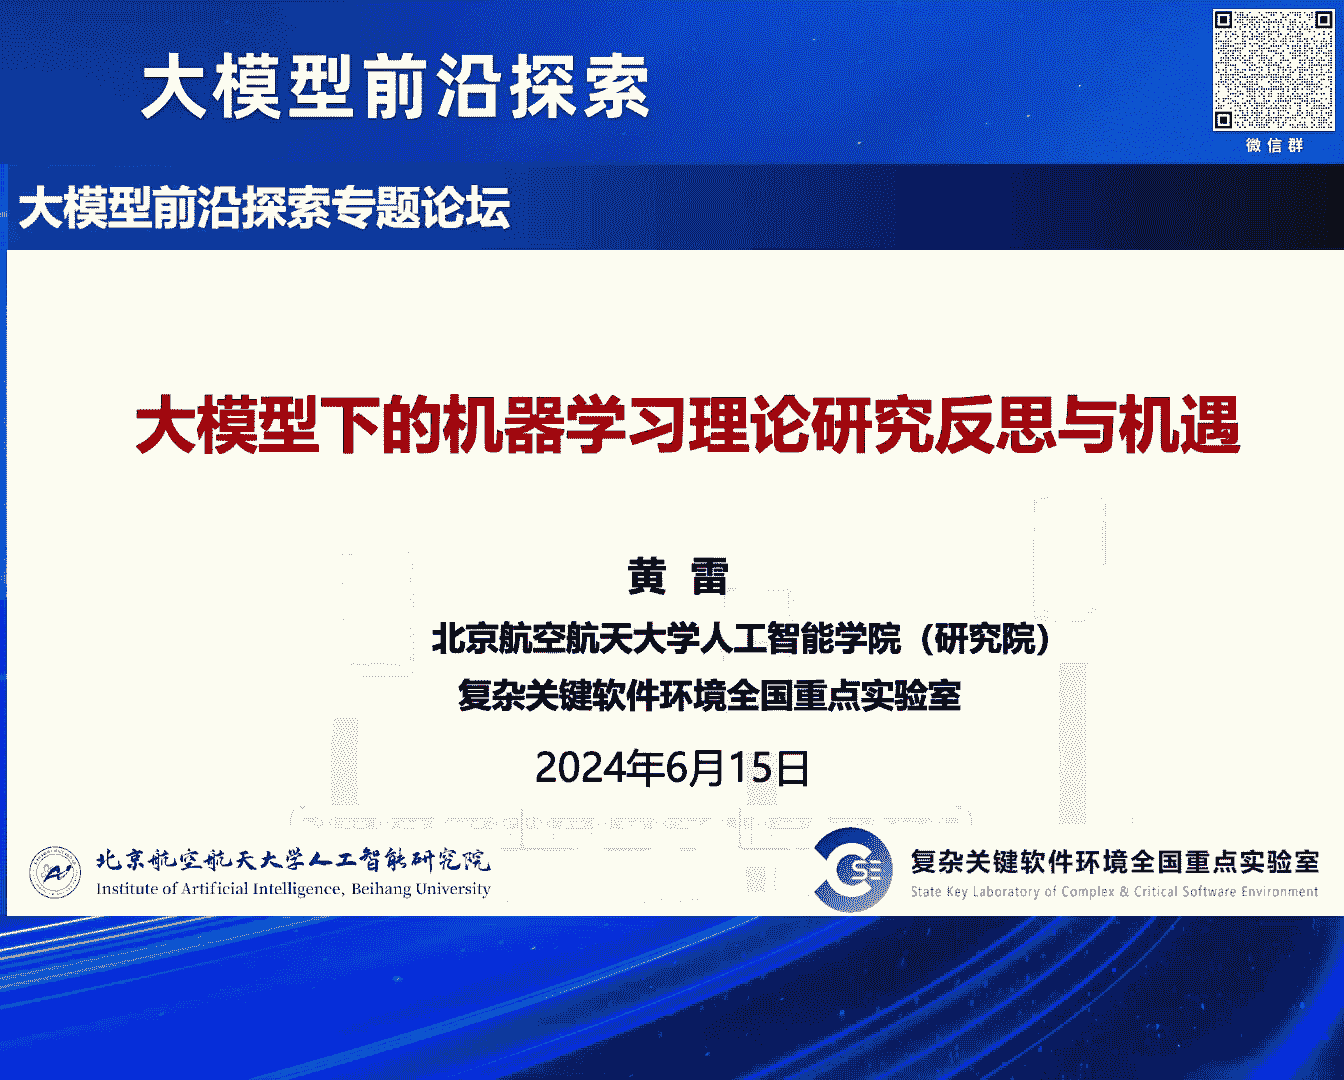 大模型前沿探索
微信群
大模型前沿探索专题论坛
大模型下的机器学习理论研究反思与机遇
黄 雷
北京航空航天大学人工智能学院（研究院）
复杂关键软件环境全国重点实验室
2024年6月15日
北京航空航天大学人工智能研究院
Institute of Artificial Intelligence, Beihang University
复杂关键软件环境全国重点实验室
State Key Laboratory of Complex & Critical Software Environment